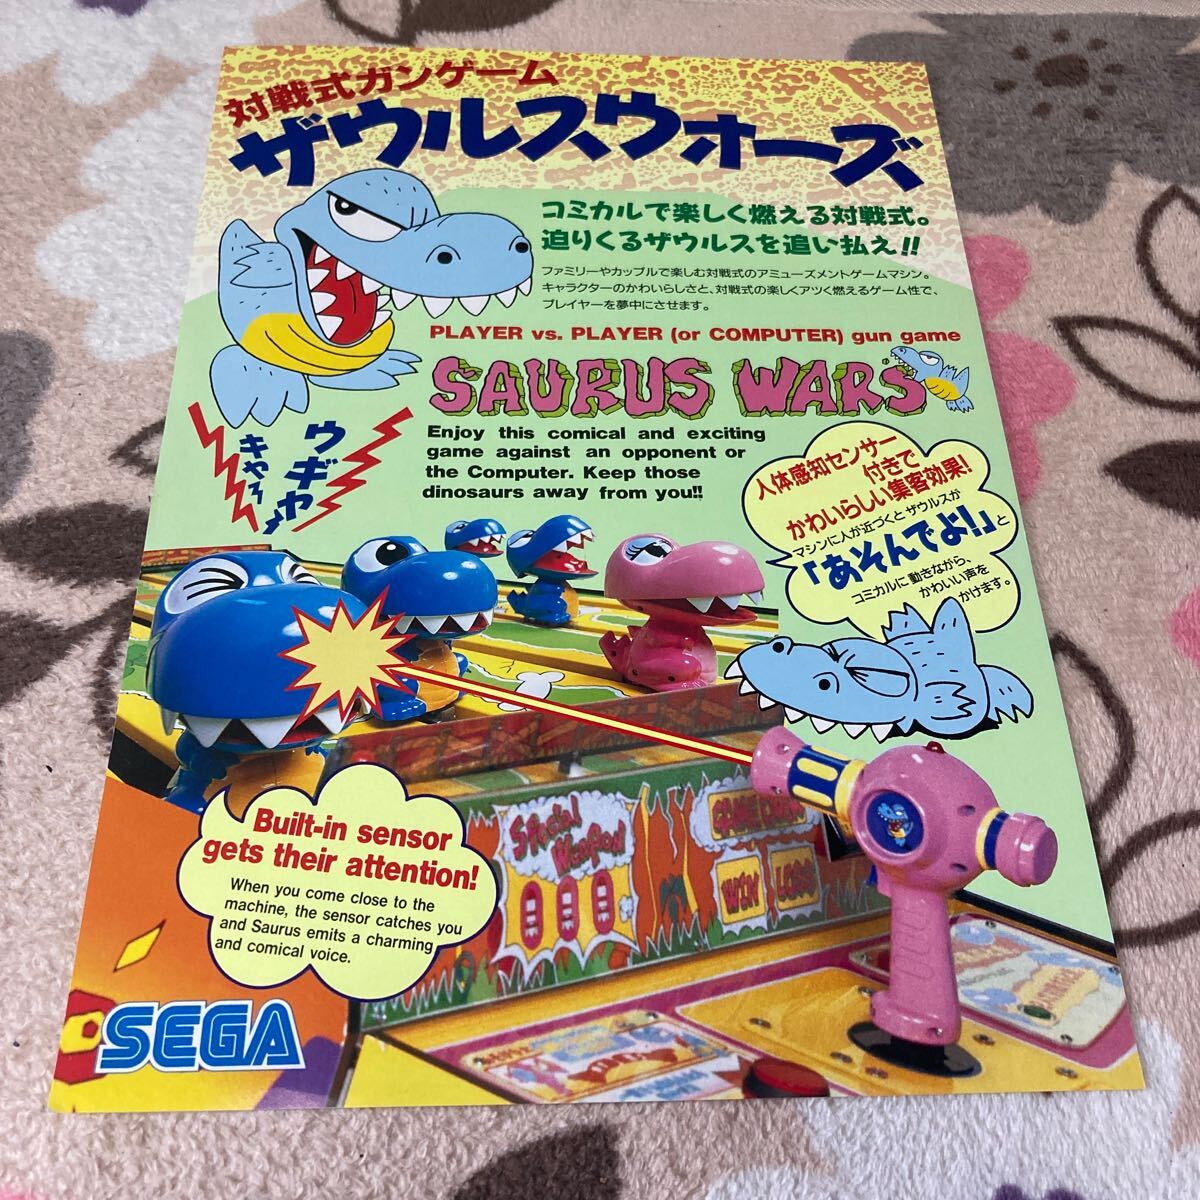 対戦式ガンゲーム
ザウルスウォーズ
コミカルで楽しく燃える対戦式。
迫りくるザウルスを追い払え!!
ファミリーやカップルで楽しむ対戦式のアミューズメントゲームマシン。
キャラクターのかわいらしさと、対戦式の楽しくアツく燃えるゲーム性で、
プレイヤーを夢中にさせます。
PLAYER vs. PLAYER (or COMPUTER) gun game
SAURUS WARS
Enjoy this comical and exciting
game against an opponent or
the Computer. Keep those
dinosaurs away from you!!
ウギャ
キャー
人体感知センサー
付きで
かわいらしい集客効果!
マシンに人が近づくと ザウルスが
「あそんでよ!」と
コミカルに動きながら、
かわいい声を
かけます。
Built-in sensor
gets their attention!
When you come close to the
machine, the sensor catches you
and Saurus emits a charming
and comical voice.
Special
Weapon
GAME COUNT
WIN
LOSS
SEGA